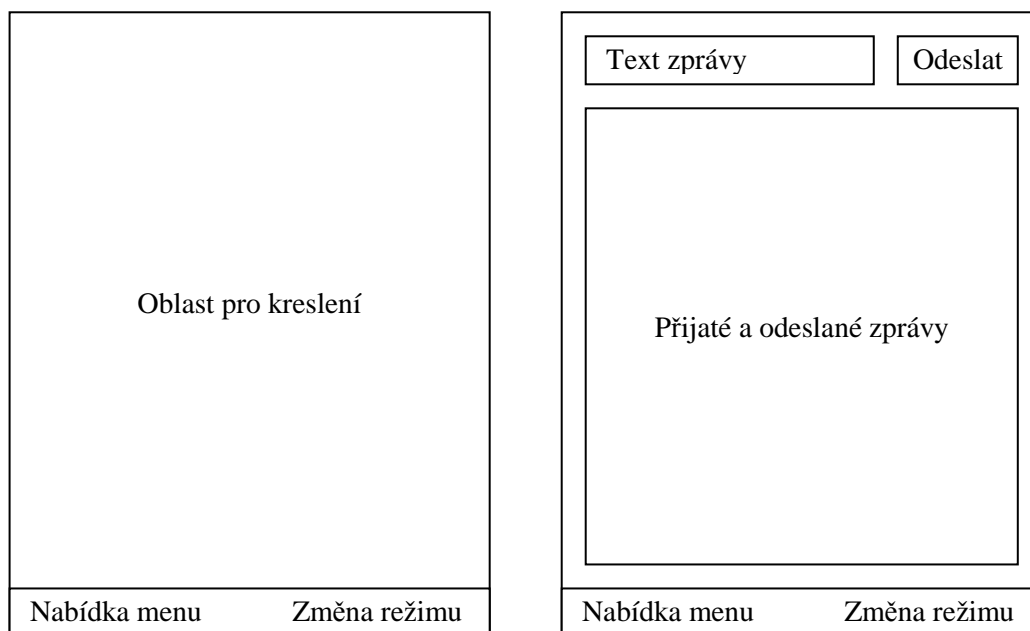 Oblast pro kreslení
Nabídka menu Změna režimu
Text zprávy Odeslat
Přijaté a odeslané zprávy
Nabídka menu Změna režimu